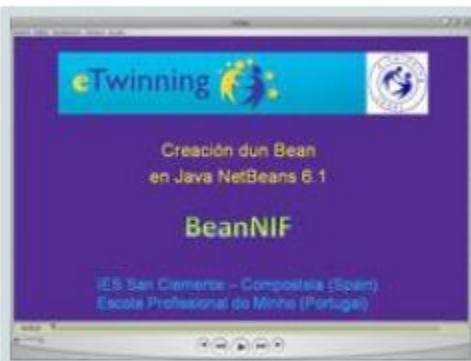 eTwinning
Creación dun Bean
en Java NetBeans 6.1
BeanNIF
IES San Clemente – Compostela (Spain)
Escola Profissional do Minho (Portugal)